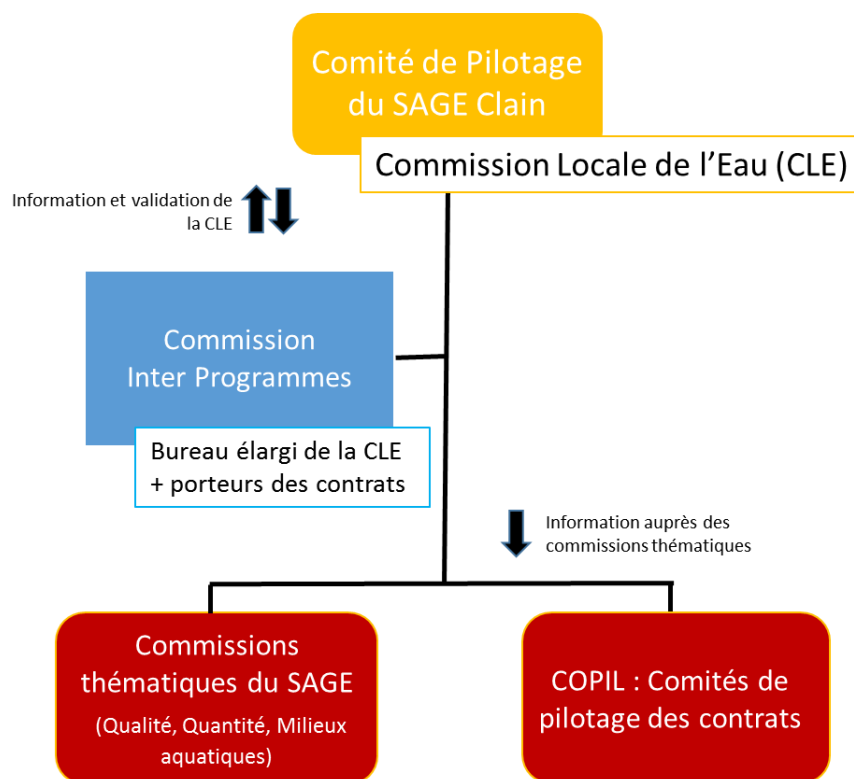 Comité de Pilotage
du SAGE Clain
Commission Locale de l'Eau (CLE)
Information et validation de
la CLE
Commission
Inter Programmes
Bureau élargi de la CLE
+ porteurs des contrats
Information auprès des
commissions thématiques
Commissions
thématiques du SAGE
(Qualité, Quantité, Milieux
aquatiques)
COPIL : Comités de
pilotage des contrats